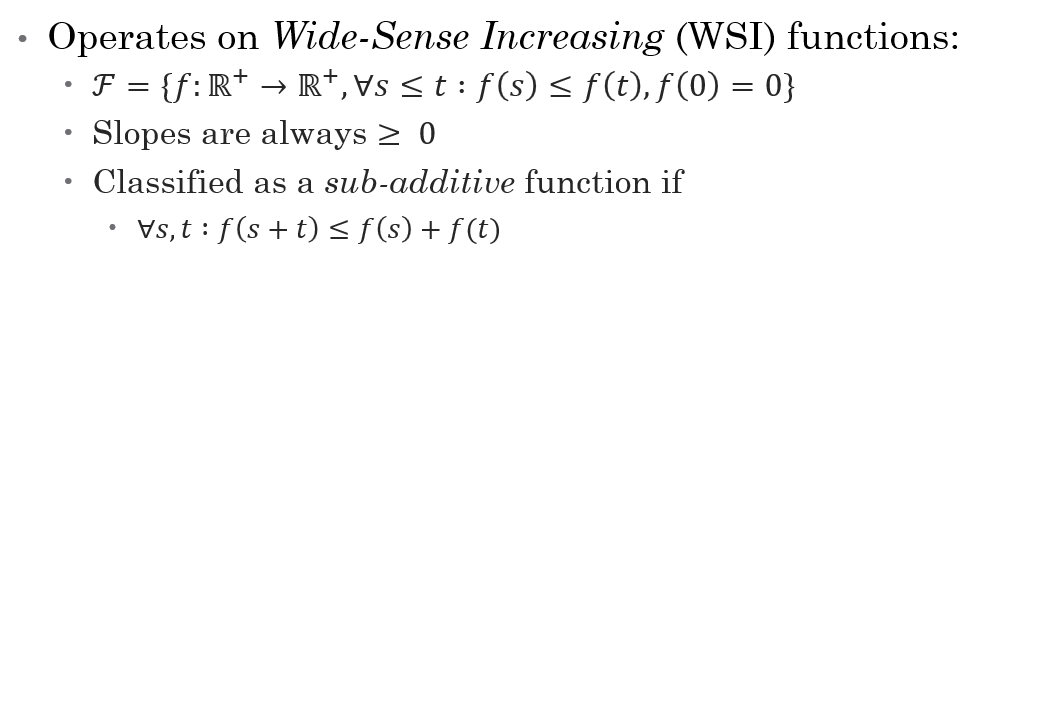 • Operates on Wide-Sense Increasing (WSI) functions:
• ℱ = {f: ℝ⁺ → ℝ⁺, ∀s ≤ t : f(s) ≤ f(t), f(0) = 0}
• Slopes are always ≥ 0
• Classified as a sub-additive function if
• ∀s, t : f(s + t) ≤ f(s) + f(t)